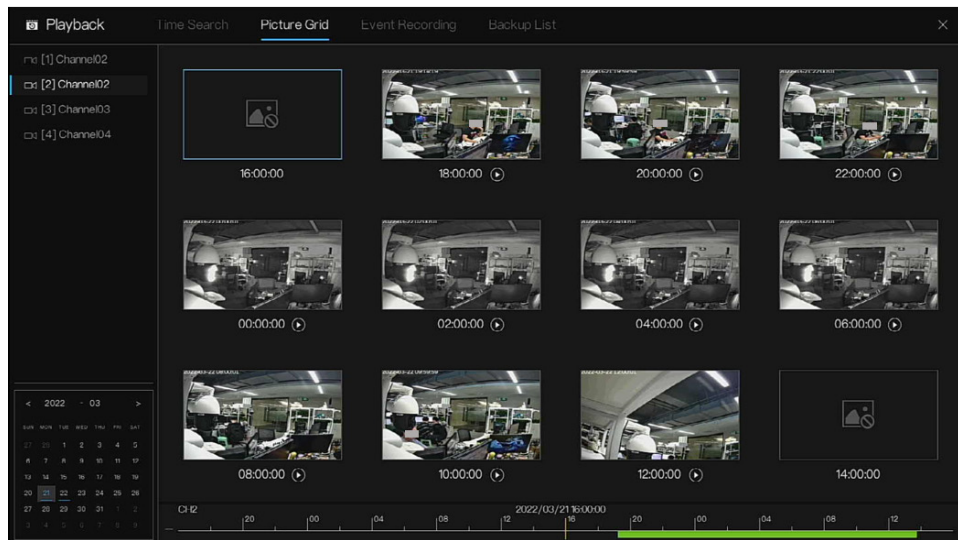 Playback
Time Search
Picture Grid
Event Recording
Backup List
[1] Channel02
[2] Channel02
[3] Channel03
[4] Channel04
16:00:00
18:00:00
20:00:00
22:00:00
00:00:00
02:00:00
04:00:00
06:00:00
08:00:00
10:00:00
12:00:00
14:00:00
< 2022 - 03 >
SUN MON TUE WED THU FRI SAT
27 28 1 2 3 4 5
6 7 8 9 10 11 12
13 14 15 16 17 18 19
20 21 22 23 24 25 26
27 28 29 30 31 1 2
3 4 5 6 7 8 9
CH2
2022/03/21 16:00:00
20 00 04 08 12 16 20 00 04 08 12